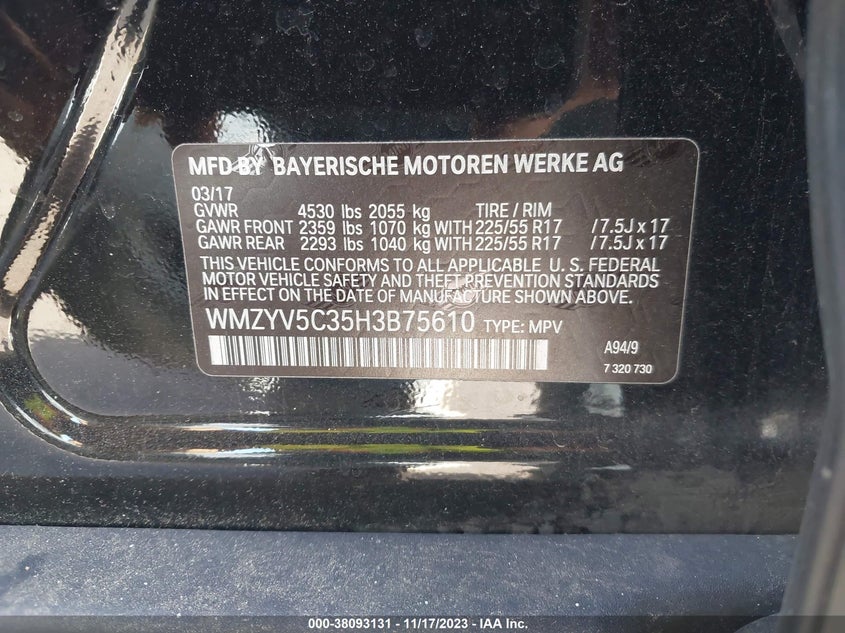 MFD BY BAYERISCHE MOTOREN WERKE AG
03/17
GVWR 4530 lbs 2055 kg TIRE / RIM
GAWR FRONT 2359 lbs 1070 kg WITH 225/55 R17 / 7.5J x 17
GAWR REAR 2293 lbs 1040 kg WITH 225/55 R17 / 7.5J x 17
THIS VEHICLE CONFORMS TO ALL APPLICABLE U. S. FEDERAL
MOTOR VEHICLE SAFETY AND THEFT PREVENTION STANDARDS
IN EFFECT ON THE DATE OF MANUFACTURE SHOWN ABOVE.
WMZYV5C35H3B75610 TYPE: MPV
A94/9
7 320 730
000-38093131 - 11/17/2023 - IAA Inc.